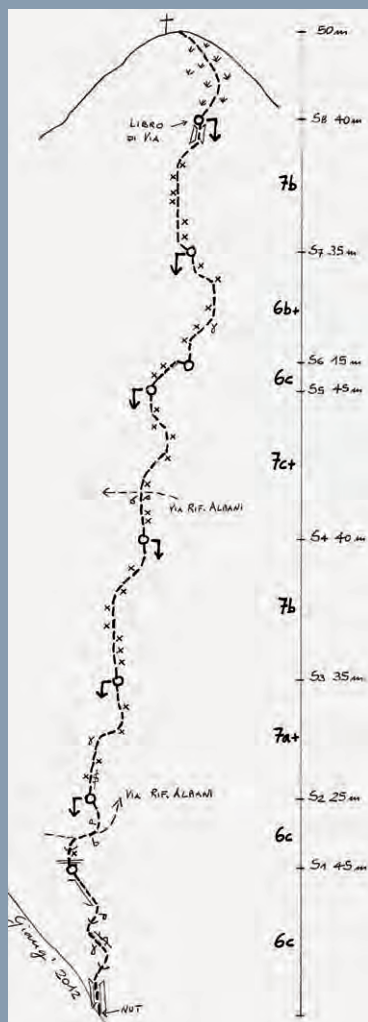 50m
LIBRO
DI VIA
S8 40m
7b
S7 35m
6b+
S6 15m
6c
S5 45m
7c+
VIA RIF. ALBANI
S4 40m
7b
S3 35m
7a+
VIA RIF. ALBANI
S2 25m
6c
S1 45m
6c
Giangi' 2012
NUT